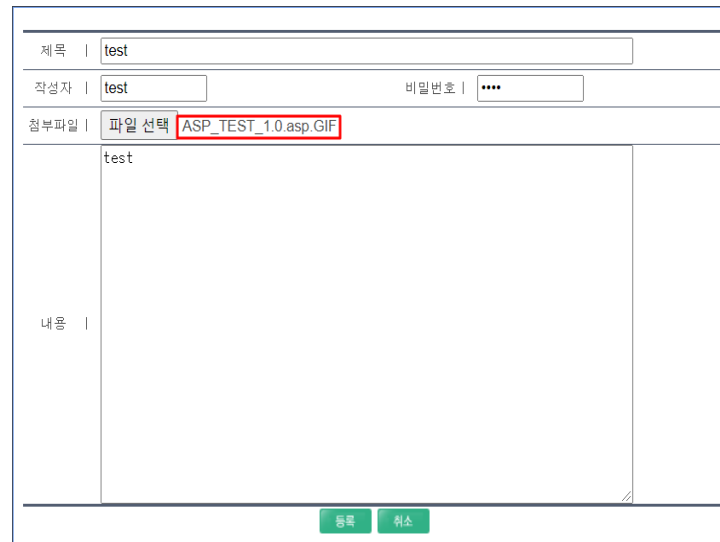 제목 | test
작성자 | test 비밀번호 | ••••
첨부파일 | 파일 선택 ASP_TEST_1.0.asp.GIF
test
내용 |
등록 취소